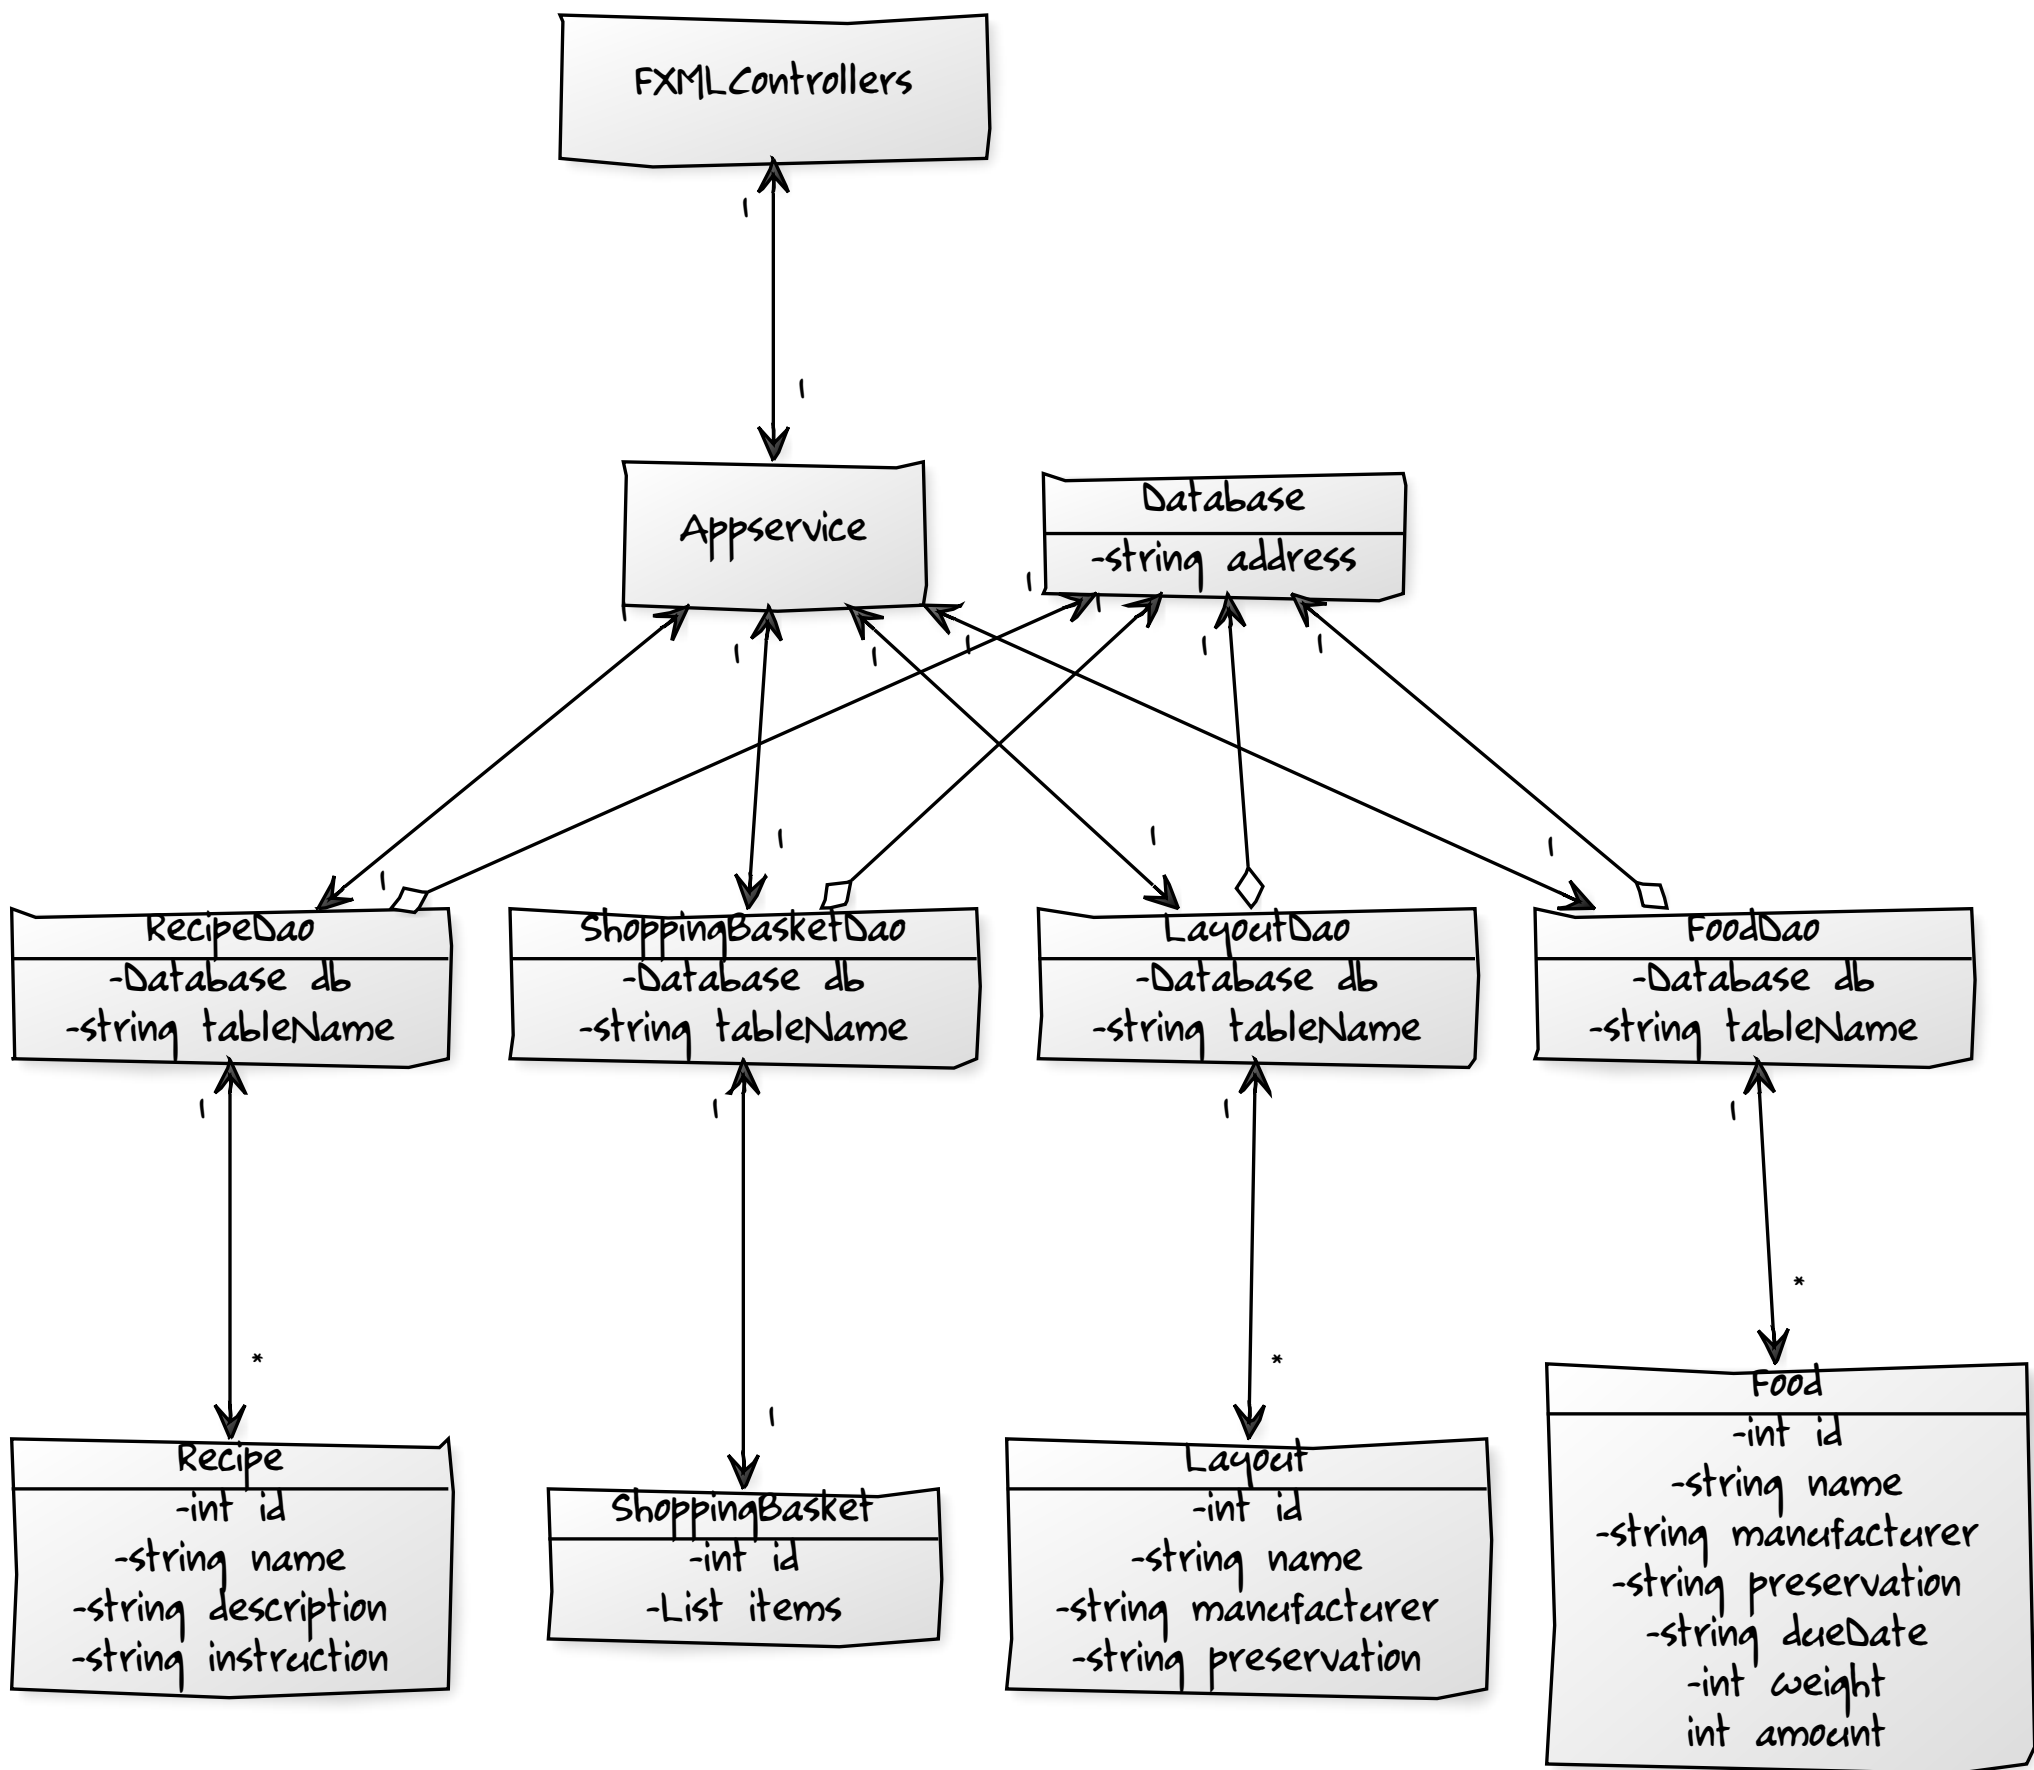 FXMLControllers
1
1
Appservice
Database
-string address
1
1
1
1
1
1
1
1
1
1
1
1
RecipeDao
-Database db
-string tableName
ShoppingBasketDao
-Database db
-string tableName
LayoutDao
-Database db
-string tableName
FoodDao
-Database db
-string tableName
1
1
1
1
*
*
*
1
Recipe
-int id
-string name
-string description
-string instruction
ShoppingBasket
-int id
-List items
Layout
-int id
-string name
-string manufacturer
-string preservation
Food
-int id
-string name
-string manufacturer
-string preservation
-string dueDate
-int weight
int amount